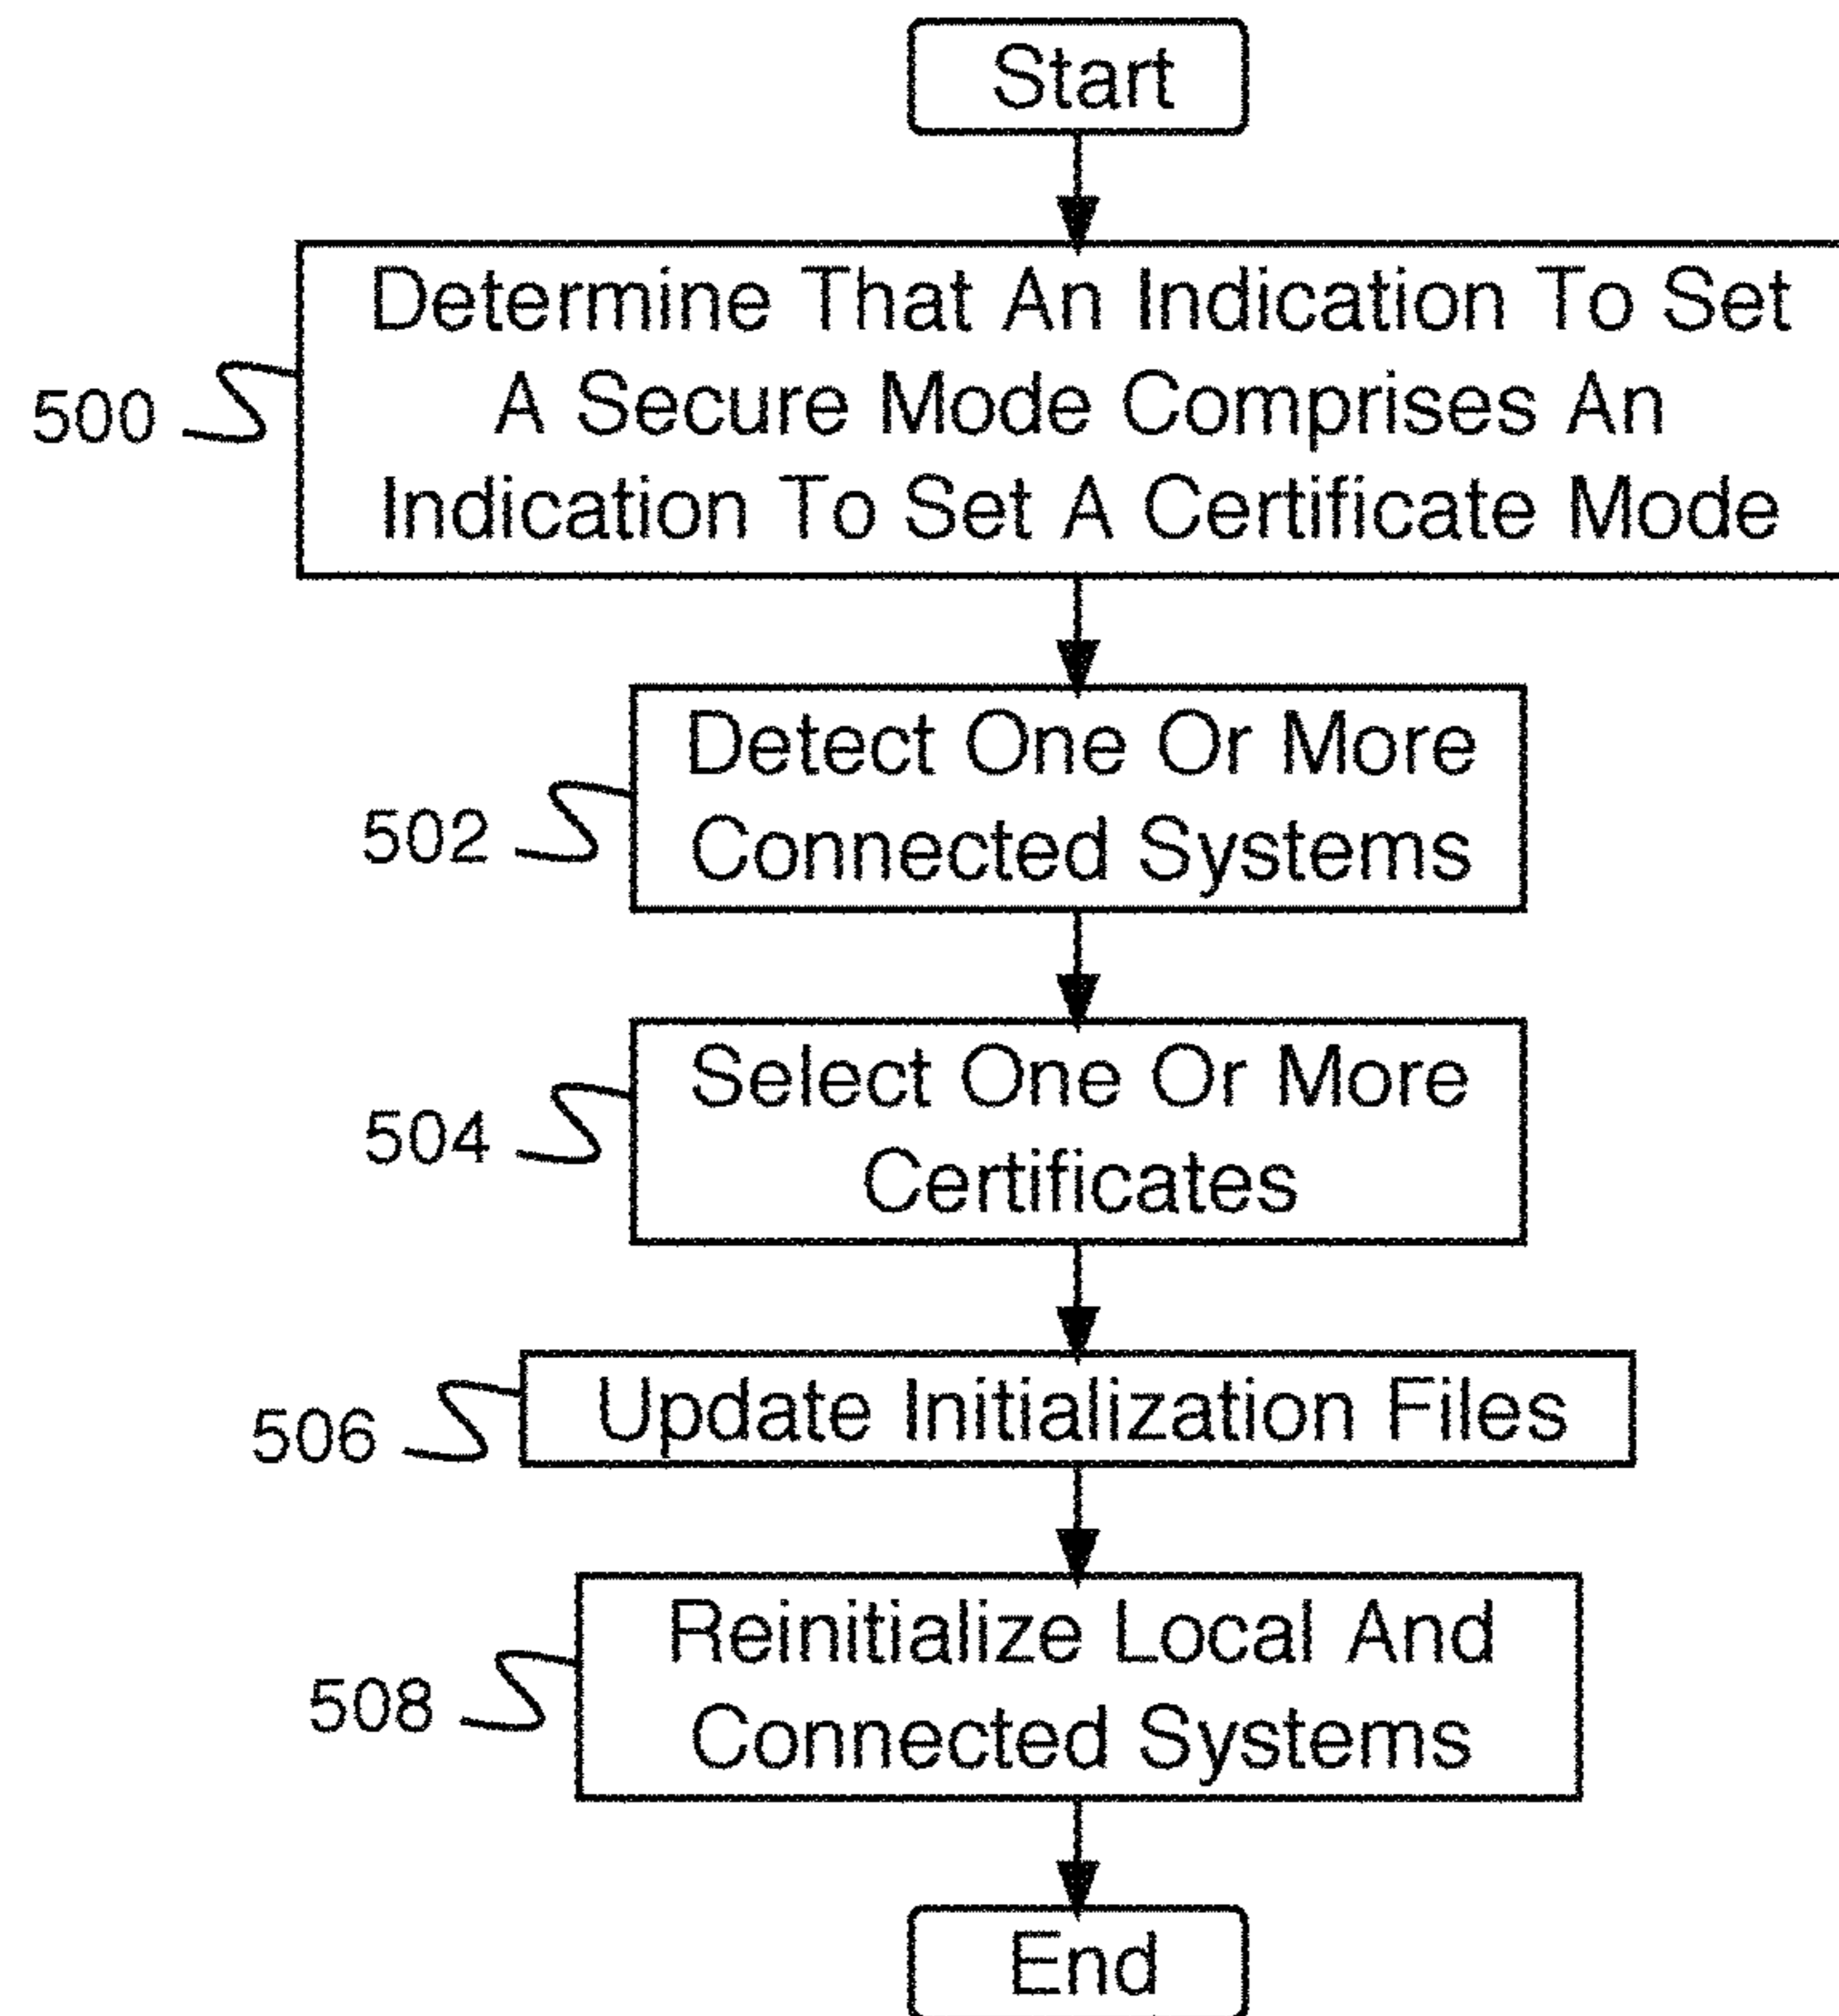 Start
Determine That An Indication To Set
A Secure Mode Comprises An
Indication To Set A Certificate Mode
500
Detect One Or More
Connected Systems
502
Select One Or More
Certificates
504
Update Initialization Files
506
Reinitialize Local And
Connected Systems
508
End